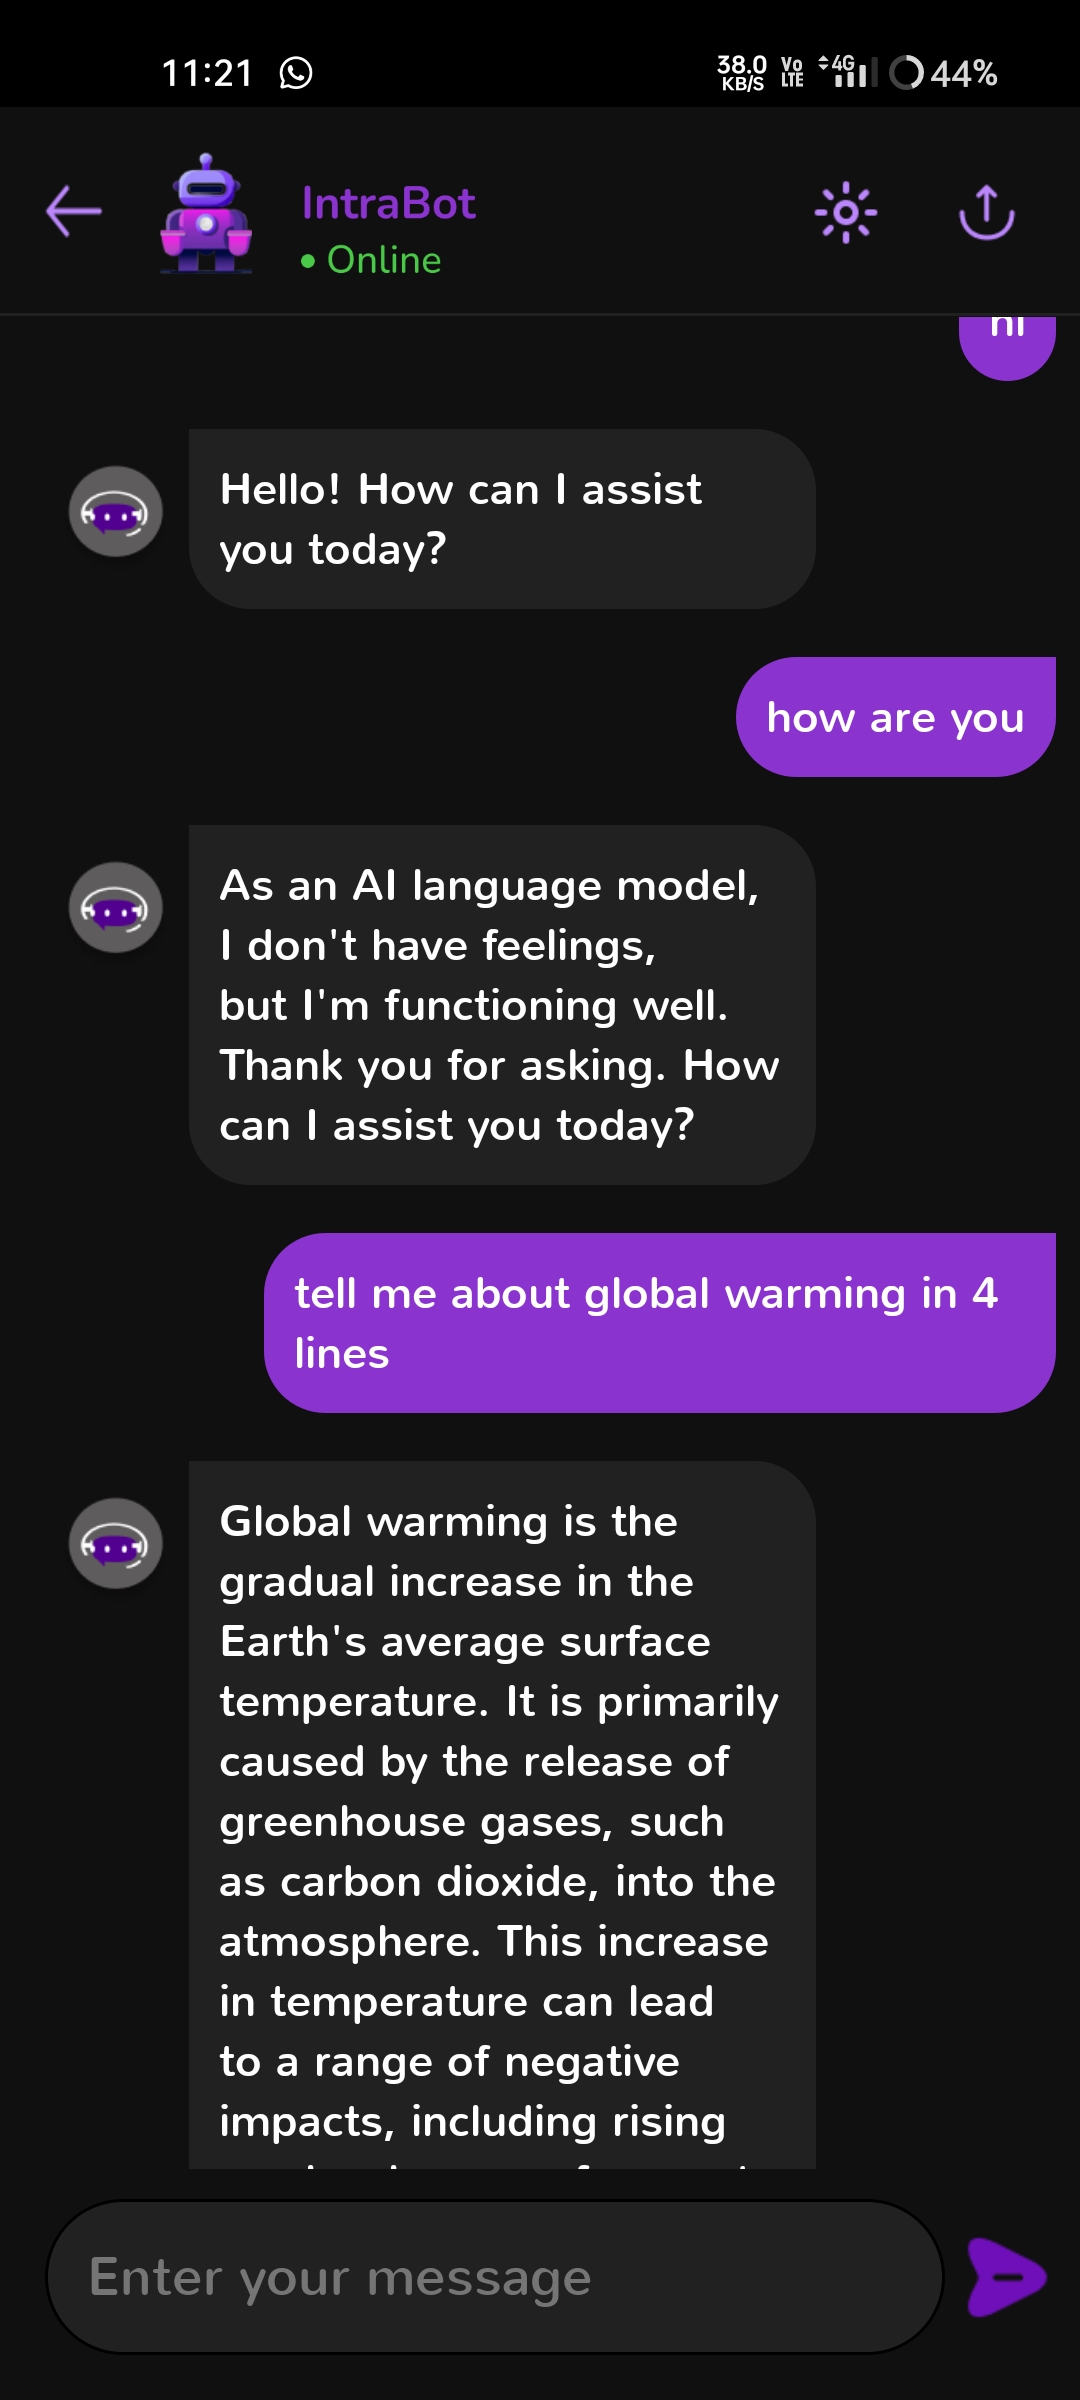 11:21
38.0 KB/S Vo LTE 4G 44%
IntraBot
Online
hi
Hello! How can I assist
you today?
how are you
As an AI language model,
I don't have feelings,
but I'm functioning well.
Thank you for asking. How
can I assist you today?
tell me about global warming in 4
lines
Global warming is the
gradual increase in the
Earth's average surface
temperature. It is primarily
caused by the release of
greenhouse gases, such
as carbon dioxide, into the
atmosphere. This increase
in temperature can lead
to a range of negative
impacts, including rising
Enter your message